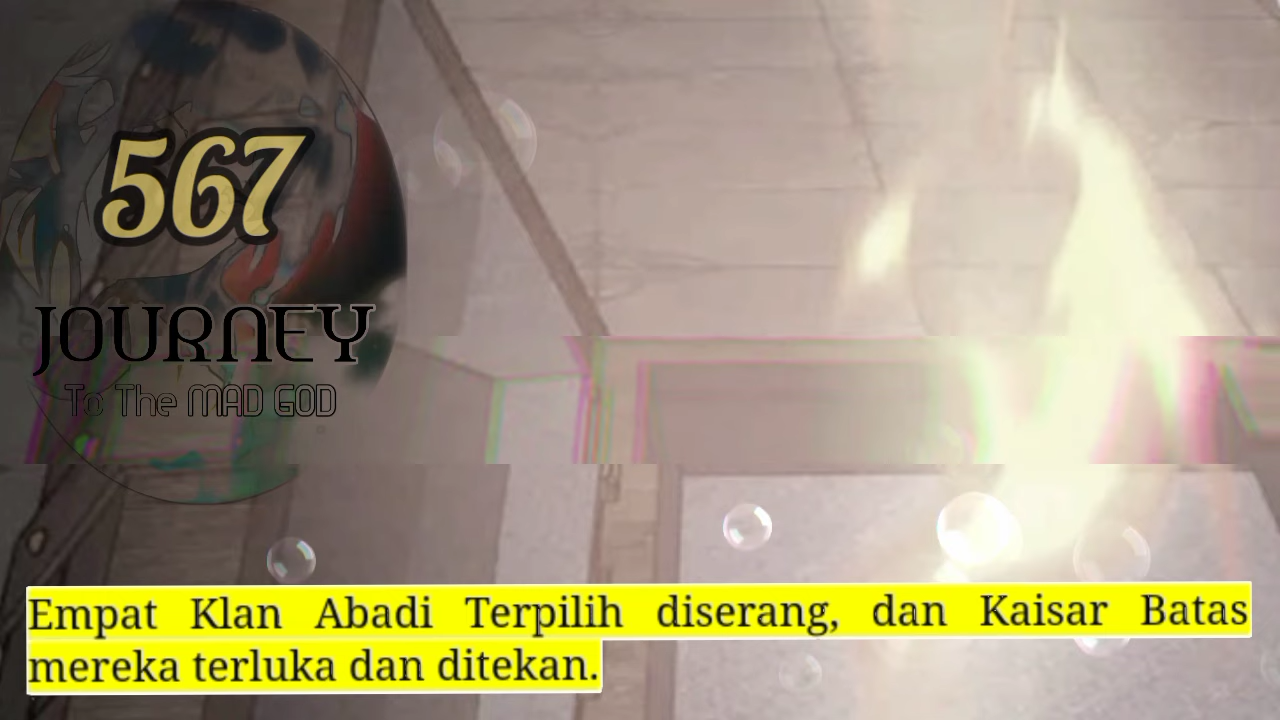 567
JOURNEY
To The MAD GOD
Empat Klan Abadi Terpilih diserang, dan Kaisar Batas
mereka terluka dan ditekan.